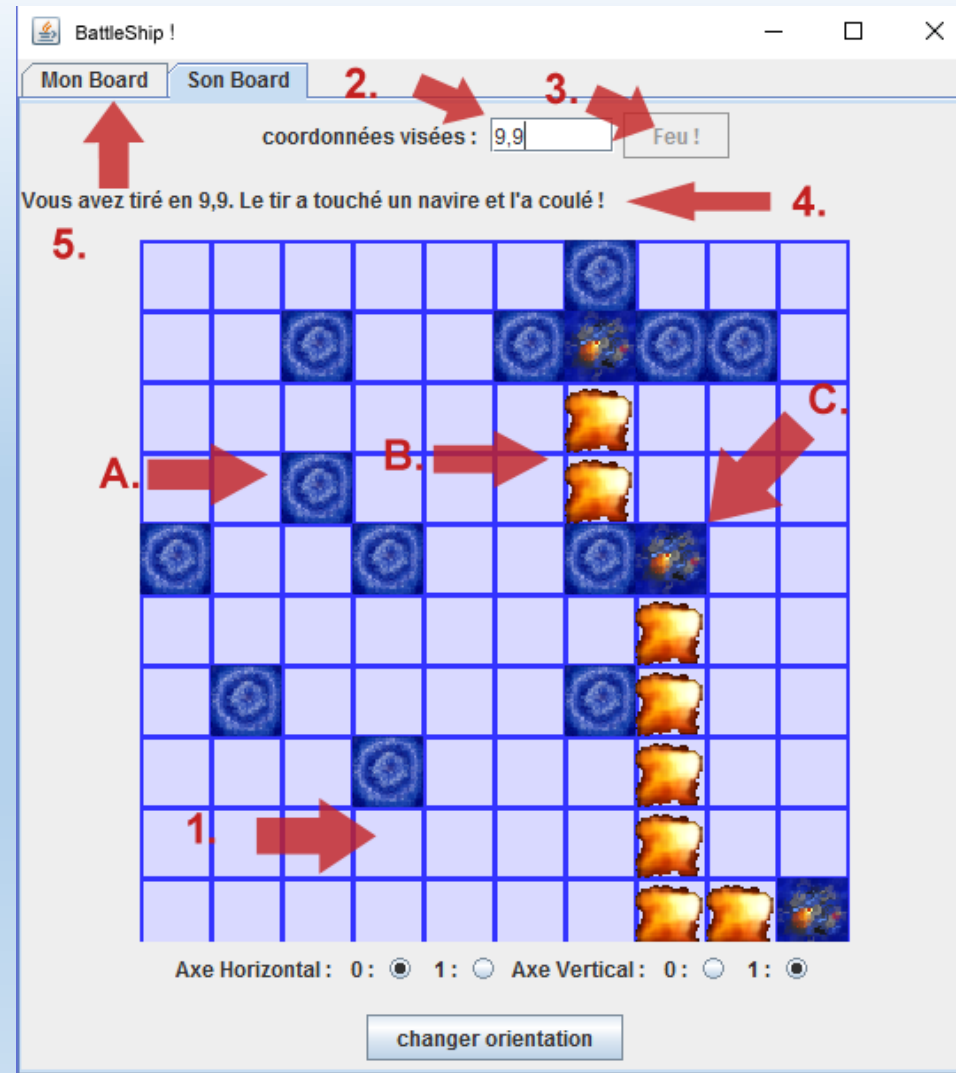 BattleShip !
Mon Board Son Board
2. 3.
coordonnées visées : 9,9 Feu !
Vous avez tiré en 9,9. Le tir a touché un navire et l'a coulé ! 4.
5.
C.
A. B.
1.
Axe Horizontal : 0 : 1 : Axe Vertical : 0 : 1 :
changer orientation